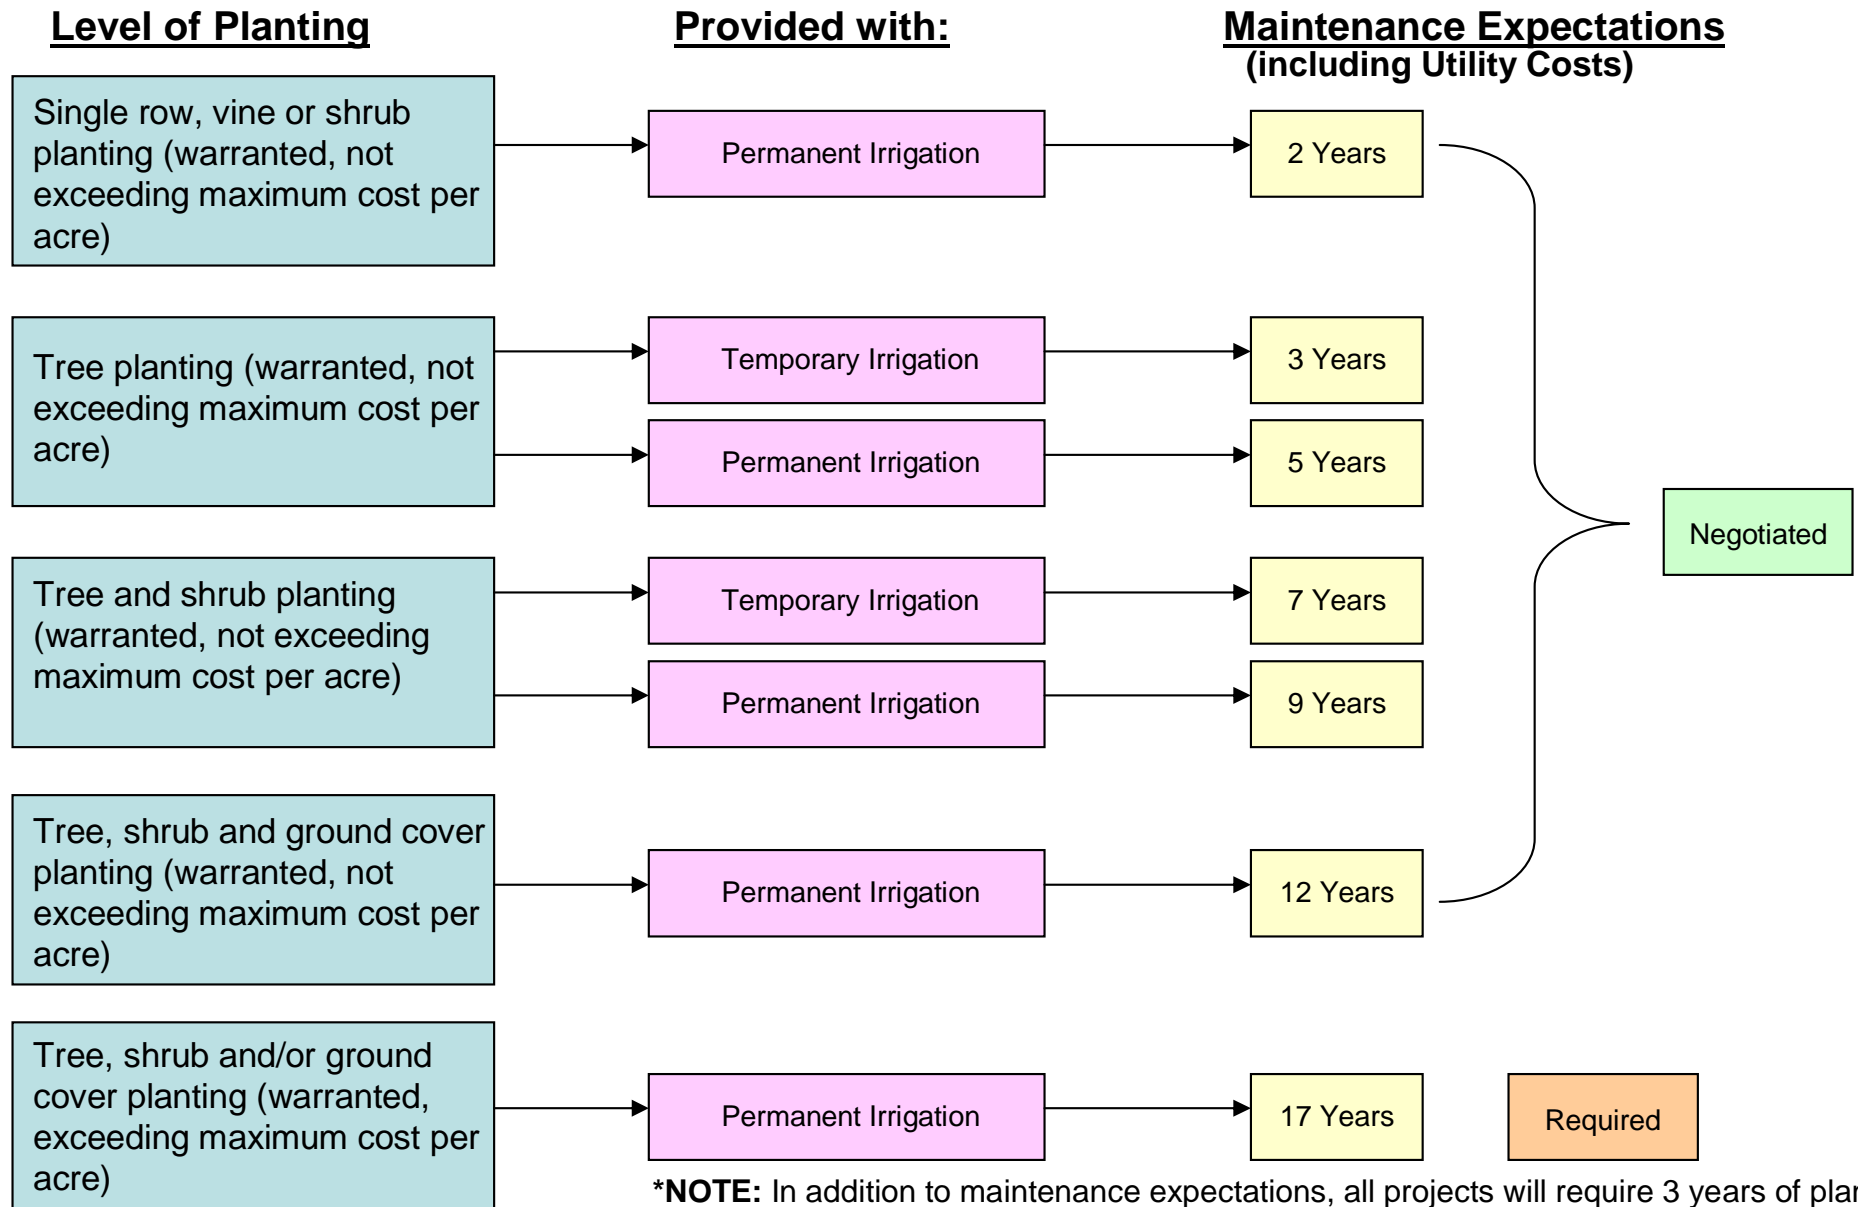 Level of Planting
Provided with:
Maintenance Expectations
(including Utility Costs)
Single row, vine or shrub
planting (warranted, not
exceeding maximum cost per
acre)
Permanent Irrigation
2 Years
Tree planting (warranted, not
exceeding maximum cost per
acre)
Temporary Irrigation
3 Years
Permanent Irrigation
5 Years
Negotiated
Tree and shrub planting
(warranted, not exceeding
maximum cost per acre)
Temporary Irrigation
7 Years
Permanent Irrigation
9 Years
Tree, shrub and ground cover
planting (warranted, not
exceeding maximum cost per
acre)
Permanent Irrigation
12 Years
Tree, shrub and/or ground
cover planting (warranted,
exceeding maximum cost per
acre)
Permanent Irrigation
17 Years
Required
*NOTE: In addition to maintenance expectations, all projects will require 3 years of